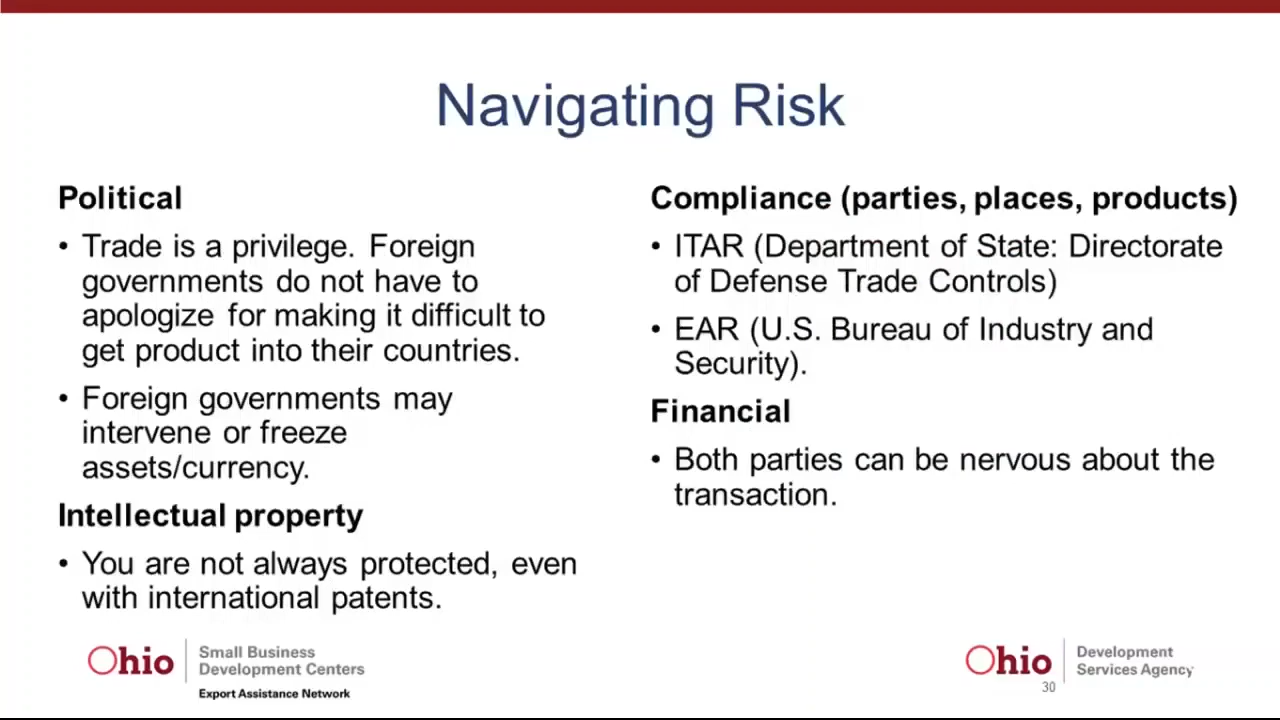 Navigating Risk
Political
• Trade is a privilege. Foreign
governments do not have to
apologize for making it difficult to
get product into their countries.
• Foreign governments may
intervene or freeze
assets/currency.
Intellectual property
• You are not always protected, even
with international patents.
Compliance (parties, places, products)
• ITAR (Department of State: Directorate
of Defense Trade Controls)
• EAR (U.S. Bureau of Industry and
Security).
Financial
• Both parties can be nervous about the
transaction.
Ohio
Small Business
Development Centers
Export Assistance Network
Ohio
Development
Services Agency
30